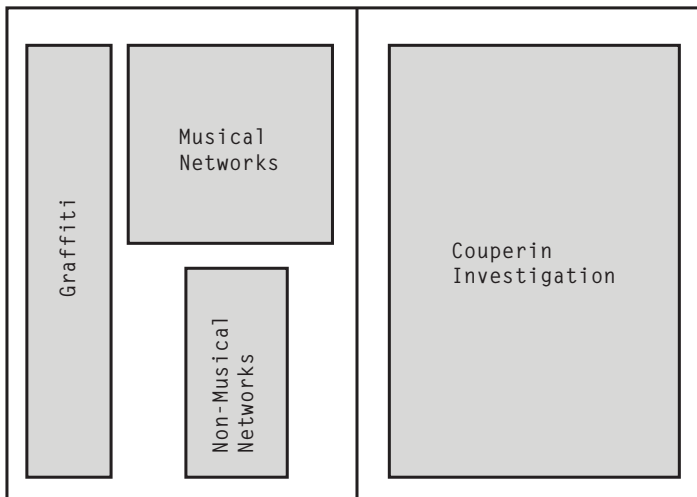 Graffiti
Musical
Networks
Non-Musical
Networks
Couperin
Investigation